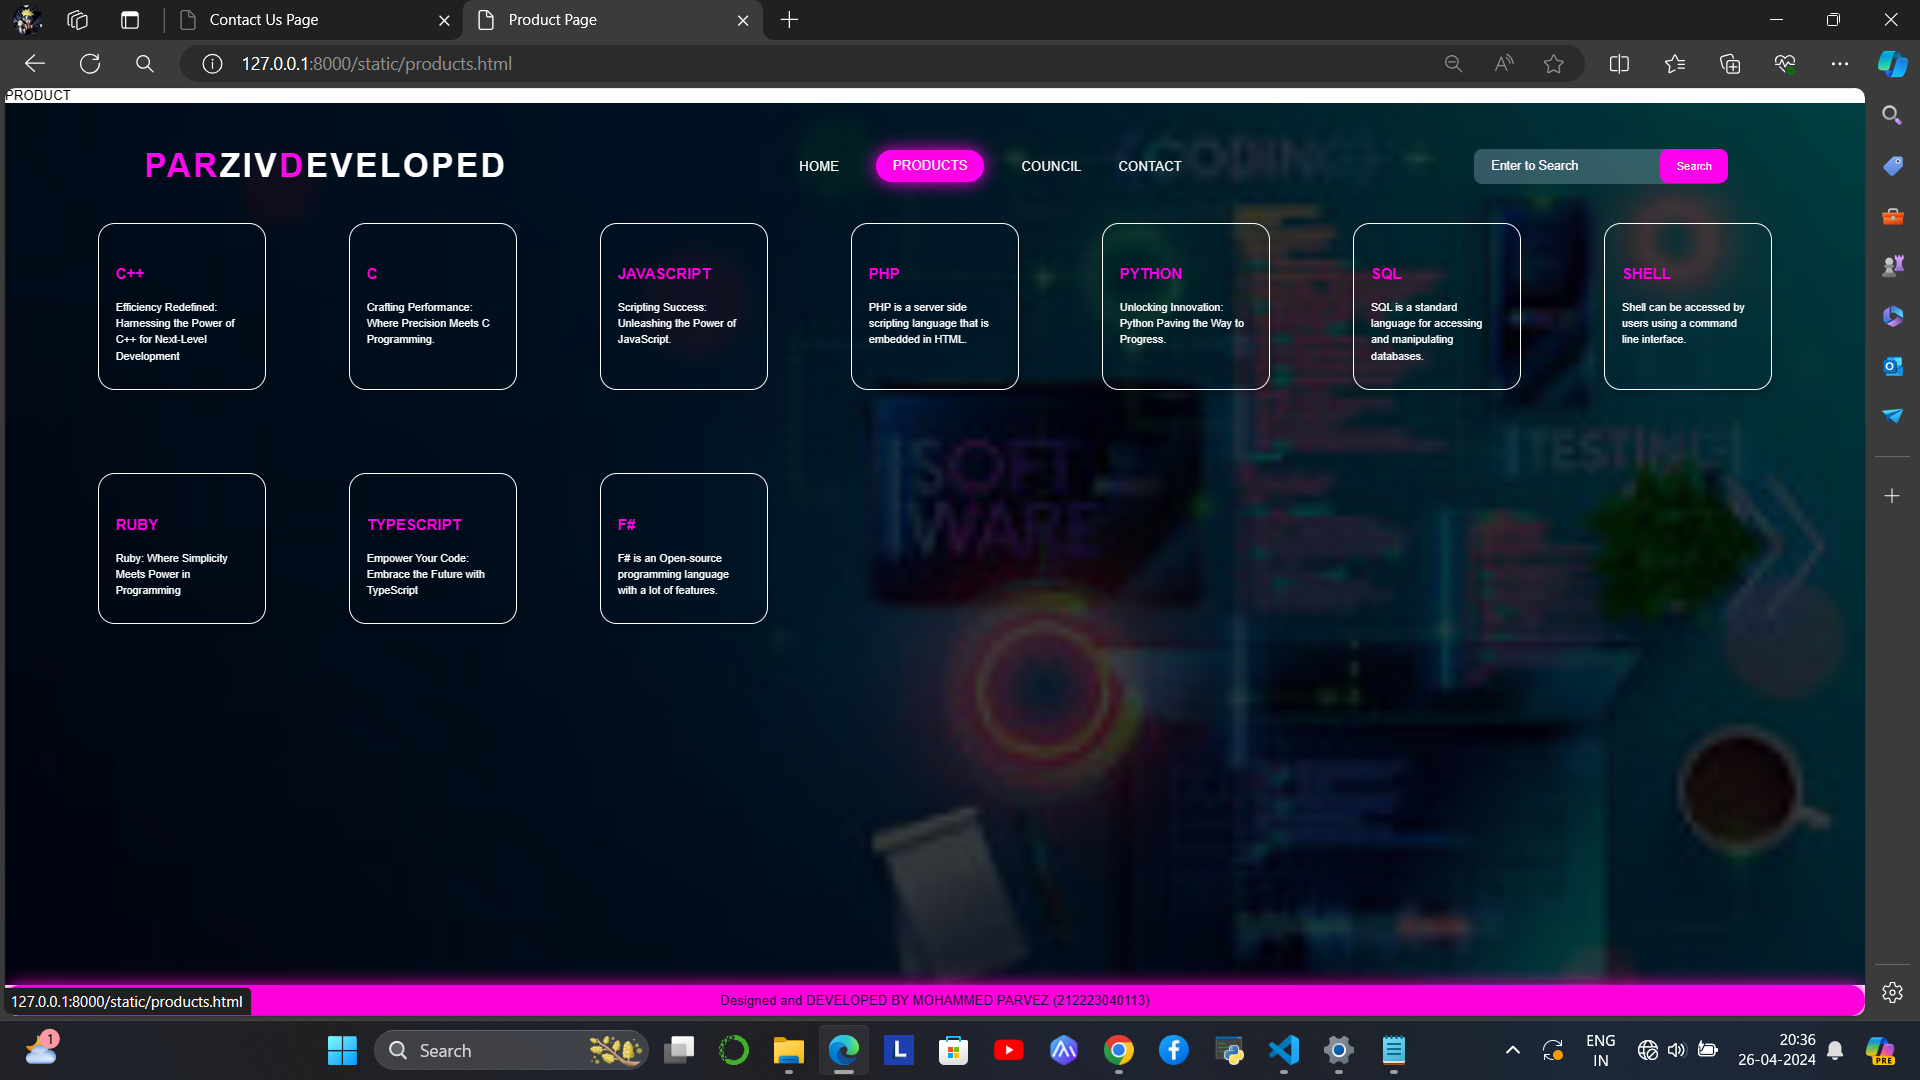 Contact Us Page
Product Page
127.0.0.1:8000/static/products.html
PRODUCT
PARZIVDEVELOPED
HOME
PRODUCTS
COUNCIL
CONTACT
Enter to Search
Search
C++
Efficiency Redefined:
Harnessing the Power of
C++ for Next-Level
Development
C
Crafting Performance:
Where Precision Meets C
Programming.
JAVASCRIPT
Scripting Success:
Unleashing the Power of
JavaScript.
PHP
PHP is a server side
scripting language that is
embedded in HTML.
PYTHON
Unlocking Innovation:
Python Paving the Way to
Progress.
SQL
SQL is a standard
language for accessing
and manipulating
databases.
SHELL
Shell can be accessed by
users using a command
line interface.
RUBY
Ruby: Where Simplicity
Meets Power in
Programming
TYPESCRIPT
Empower Your Code:
Embrace the Future with
TypeScript
F#
F# is an Open-source
programming language
with a lot of features.
CODING
SOFT
WARE
TESTING
Designed and DEVELOPED BY MOHAMMED PARVEZ (212223040113)
127.0.0.1:8000/static/products.html
1
Search
L
ENG
IN
20:36
26-04-2024
PRE